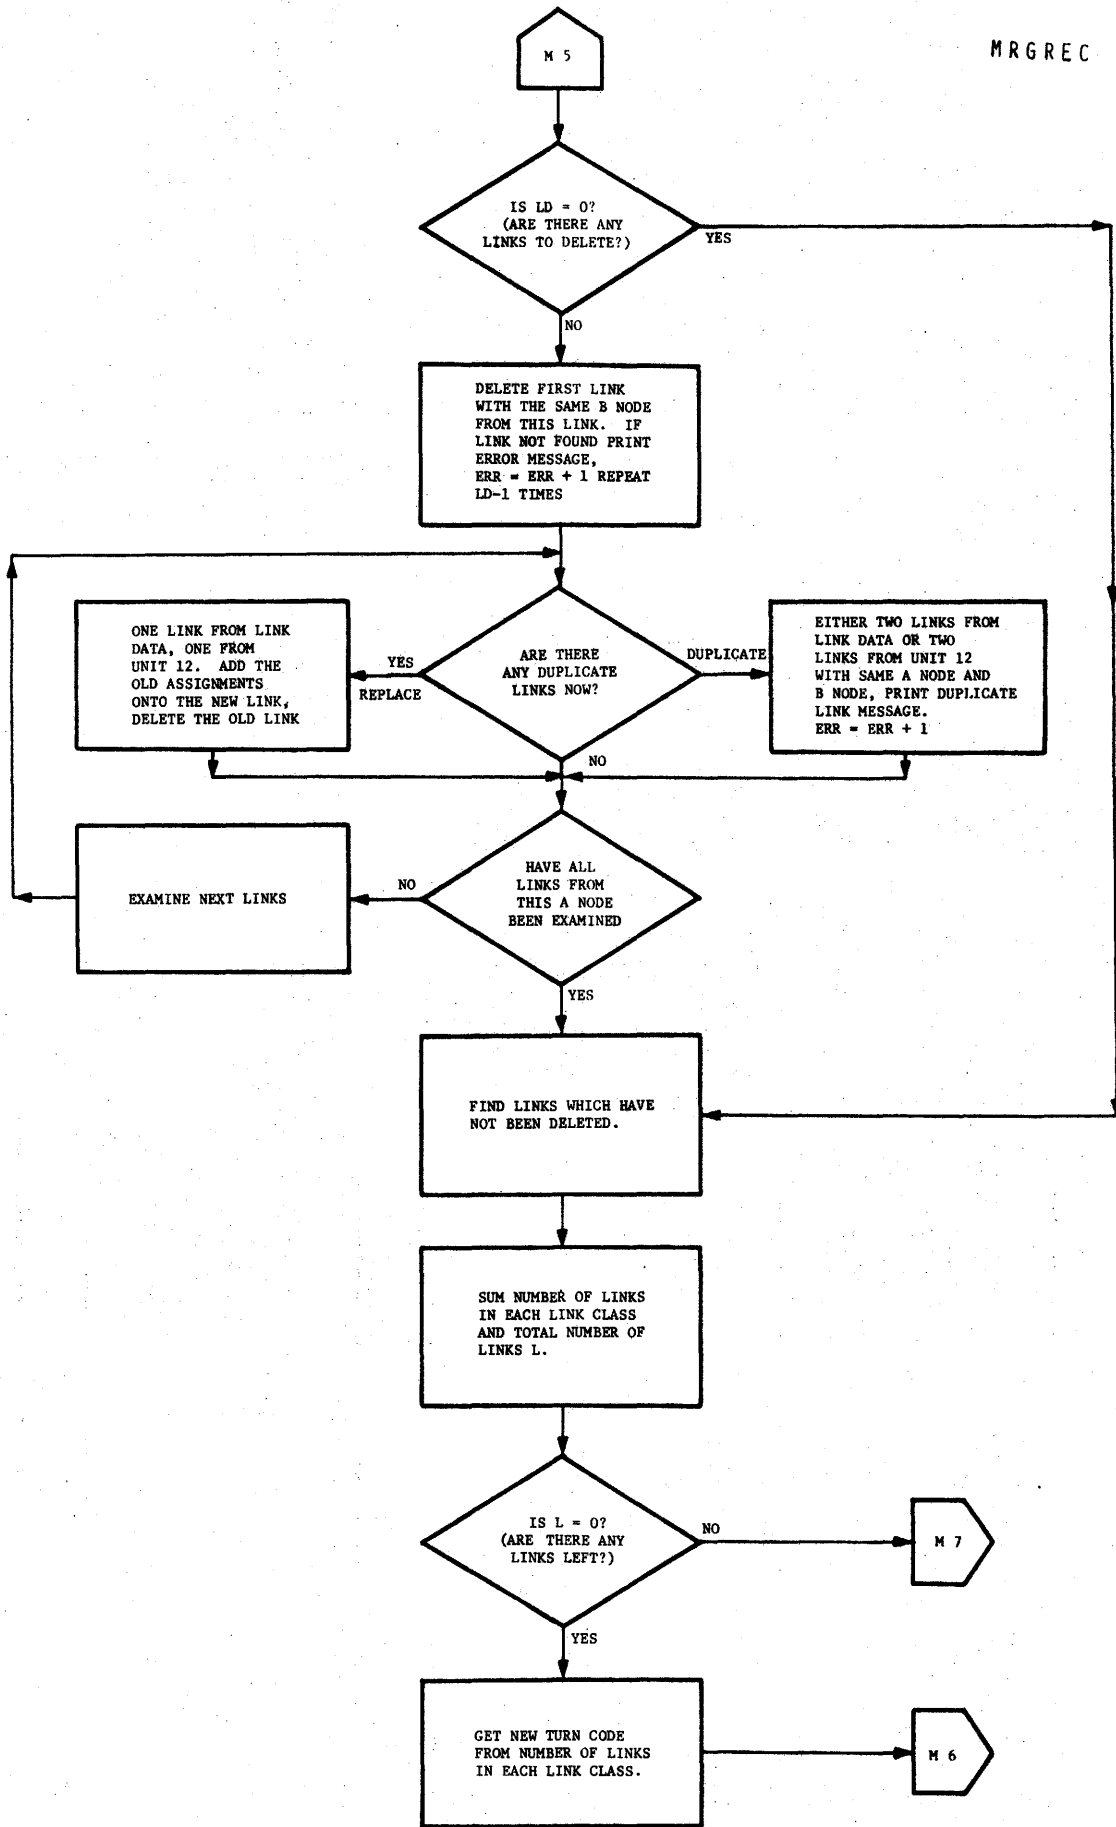 MRGREC
M 5
IS LD = 0?
(ARE THERE ANY
LINKS TO DELETE?)
YES
NO
DELETE FIRST LINK
WITH THE SAME B NODE
FROM THIS LINK. IF
LINK NOT FOUND PRINT
ERROR MESSAGE,
ERR = ERR + 1 REPEAT
LD-1 TIMES
ONE LINK FROM LINK
DATA, ONE FROM
UNIT 12. ADD THE
OLD ASSIGNMENTS
ONTO THE NEW LINK,
DELETE THE OLD LINK
YES
REPLACE
ARE THERE
ANY DUPLICATE
LINKS NOW?
DUPLICATE
EITHER TWO LINKS FROM
LINK DATA OR TWO
LINKS FROM UNIT 12
WITH SAME A NODE AND
B NODE, PRINT DUPLICATE
LINK MESSAGE.
ERR = ERR + 1
NO
EXAMINE NEXT LINKS
NO
HAVE ALL
LINKS FROM
THIS A NODE
BEEN EXAMINED
YES
FIND LINKS WHICH HAVE
NOT BEEN DELETED.
SUM NUMBER OF LINKS
IN EACH LINK CLASS
AND TOTAL NUMBER OF
LINKS L.
IS L = 0?
(ARE THERE ANY
LINKS LEFT?)
NO
M 7
YES
GET NEW TURN CODE
FROM NUMBER OF LINKS
IN EACH LINK CLASS.
M 6